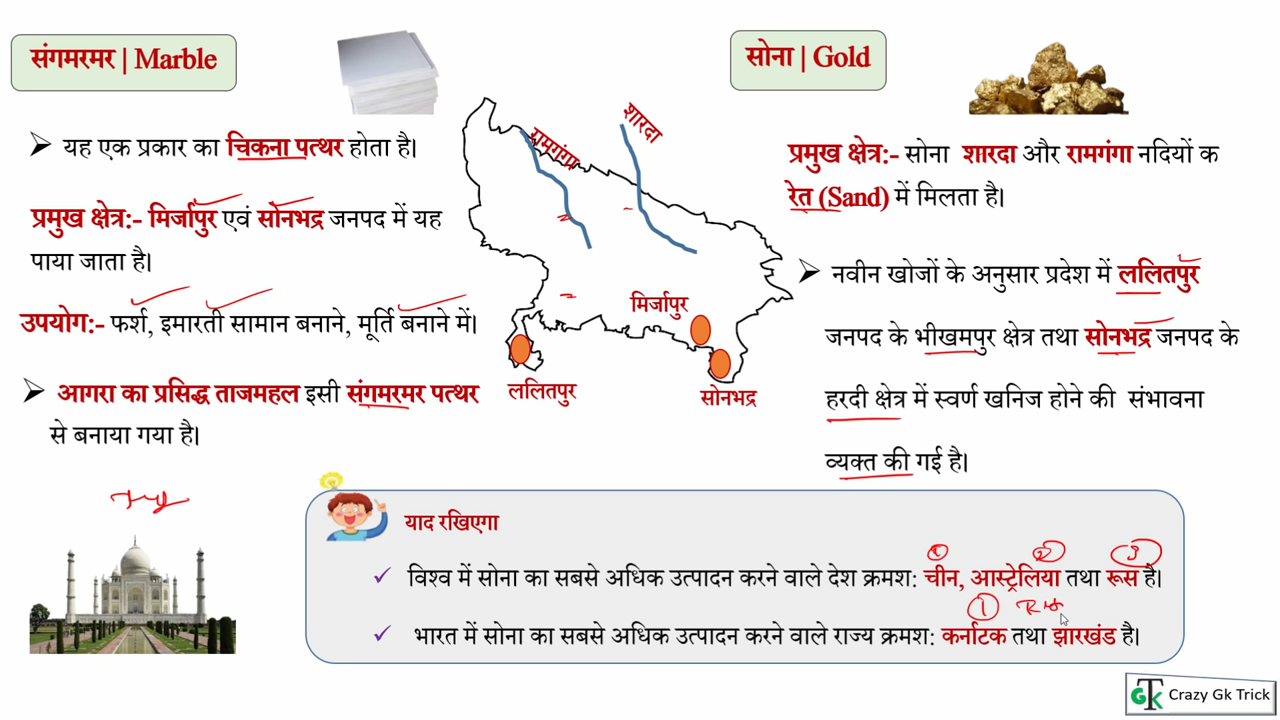 संगमरमर | Marble
यह एक प्रकार का चिकना पत्थर होता है।
प्रमुख क्षेत्र:- मिर्जापुर एवं सोनभद्र जनपद में यह
पाया जाता है।
उपयोग:- फर्श, इमारती सामान बनाने, मूर्ति बनाने में।
आगरा का प्रसिद्ध ताजमहल इसी संगमरमर पत्थर
से बनाया गया है।
रामगंगा
शारदा
मिर्जापुर
ललितपुर
सोनभद्र
सोना | Gold
प्रमुख क्षेत्र:- सोना शारदा और रामगंगा नदियों क
रेत (Sand) में मिलता है।
नवीन खोजों के अनुसार प्रदेश में ललितपुर
जनपद के भीखमपुर क्षेत्र तथा सोनभद्र जनपद के
हरदी क्षेत्र में स्वर्ण खनिज होने की संभावना
व्यक्त की गई है।
याद रखिएगा
② ③
विश्व में सोना का सबसे अधिक उत्पादन करने वाले देश क्रमश: चीन, आस्ट्रेलिया तथा रूस है।
①
भारत में सोना का सबसे अधिक उत्पादन करने वाले राज्य क्रमश: कर्नाटक तथा झारखंड है।
GTK Crazy Gk Trick